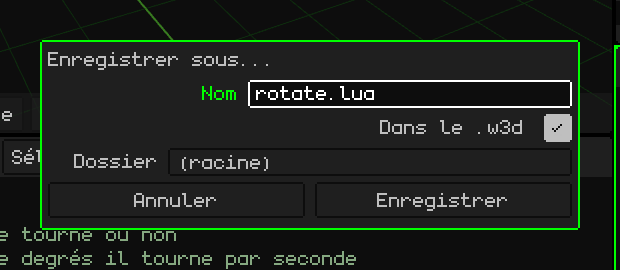 Enregistrer sous...
Nom rotate.lua
e
Dans le .w3d
Sél
Dossier (racine)
Annuler Enregistrer
e tourne ou non
e degrés il tourne par seconde